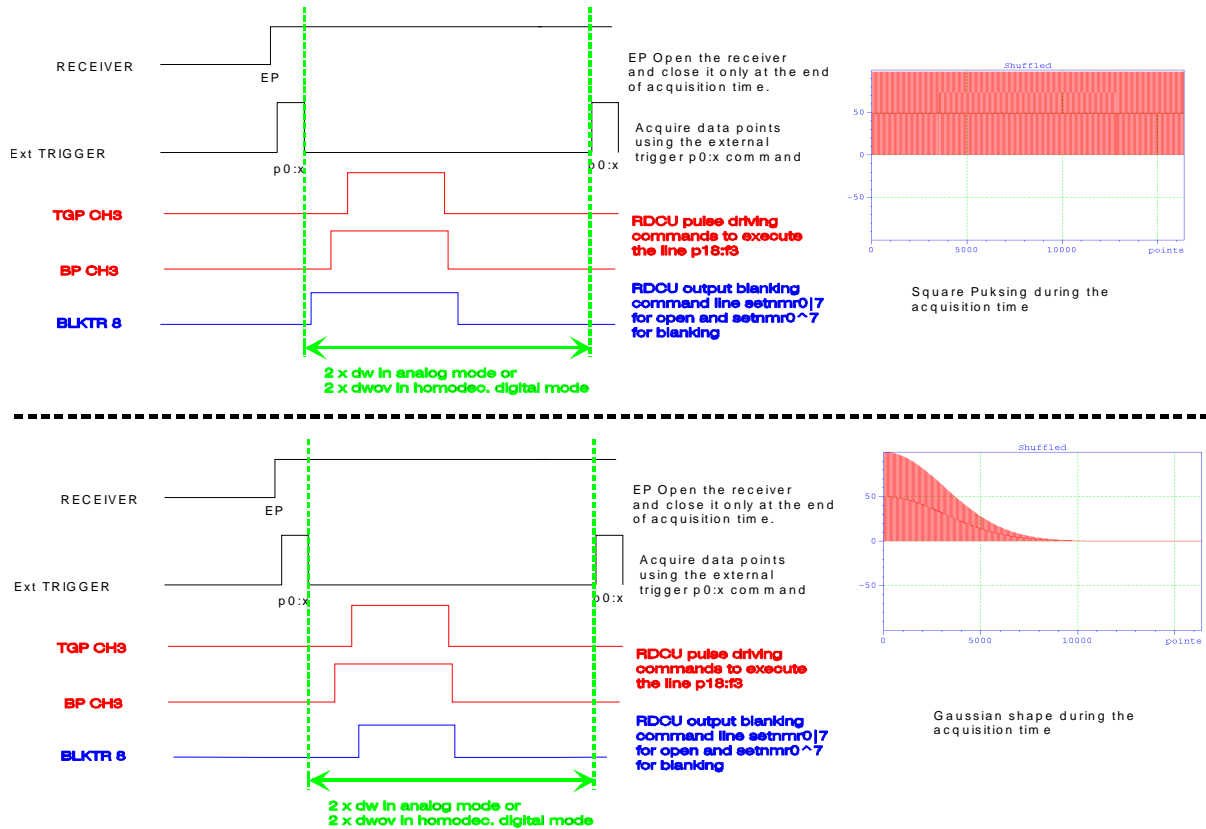 RECEIVER
EP
EP Open the receiver
and close it only at the end
of acquisition time.
Ext TRIGGER
p0:x
p0:x
Acquire data points
using the external
trigger p0:x command
TGP CH3
BP CH3
RDCU pulse driving
commands to execute
the line p18:f3
BLKTR 8
RDCU output blanking
command line setnmr0|7
for open and setnmr0^7
for blanking
2 x dw in analog mode or
2 x dwov in homodec. digital mode
Shuffled
50
0
-50
0
5000
10000
points
Square Puksing during the
acquisition time
RECEIVER
EP
EP Open the receiver
and close it only at the end
of acquisition time.
Ext TRIGGER
p0:x
p0:x
Acquire data points
using the external
trigger p0:x command
TGP CH3
BP CH3
RDCU pulse driving
commands to execute
the line p18:f3
BLKTR 8
RDCU output blanking
command line setnmr0|7
for open and setnmr0^7
for blanking
2 x dw in analog mode or
2 x dwov in homodec. digital mode
Shuffled
50
0
-50
0
5000
10000
points
Gaussian shape during the
acquisition time